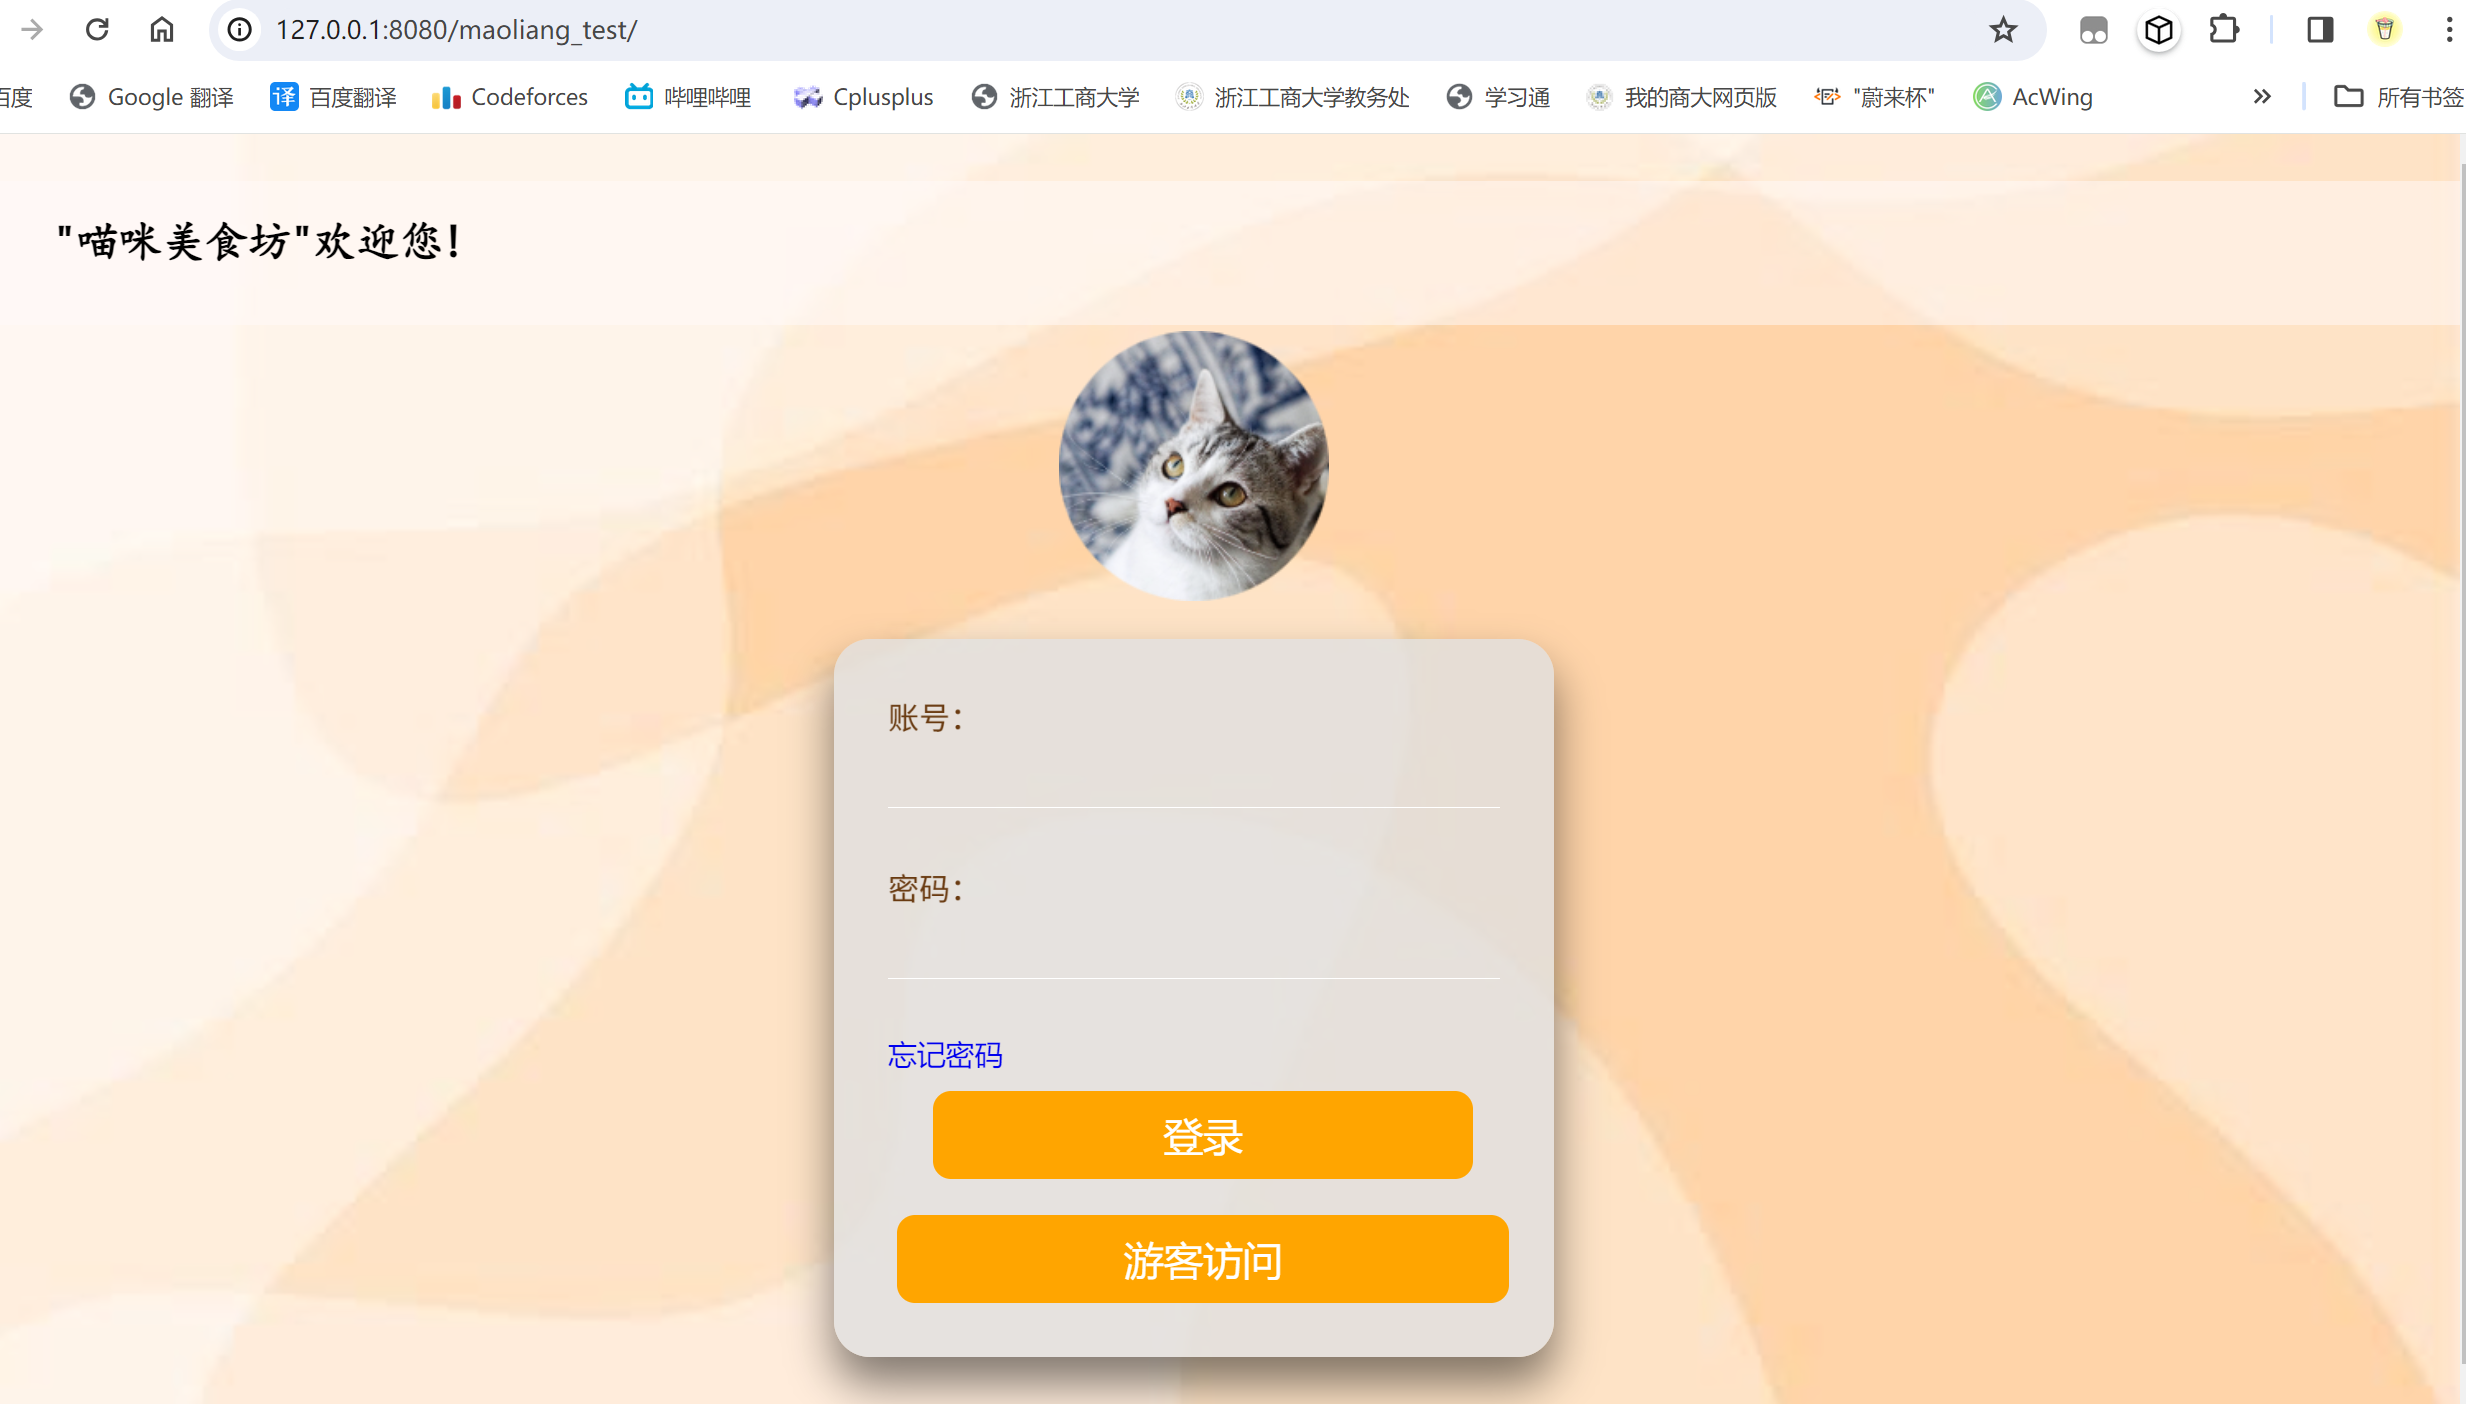 127.0.0.1:8080/maoliang_test/
百度 Google 翻译 译 百度翻译 Codeforces 哔哩哔哩 Cplusplus 浙江工商大学 浙江工商大学教务处 学习通 我的商大网页版 "蔚来杯" AcWing 所有书签
"喵咪美食坊"欢迎您!
账号：
密码：
忘记密码
登录
游客访问